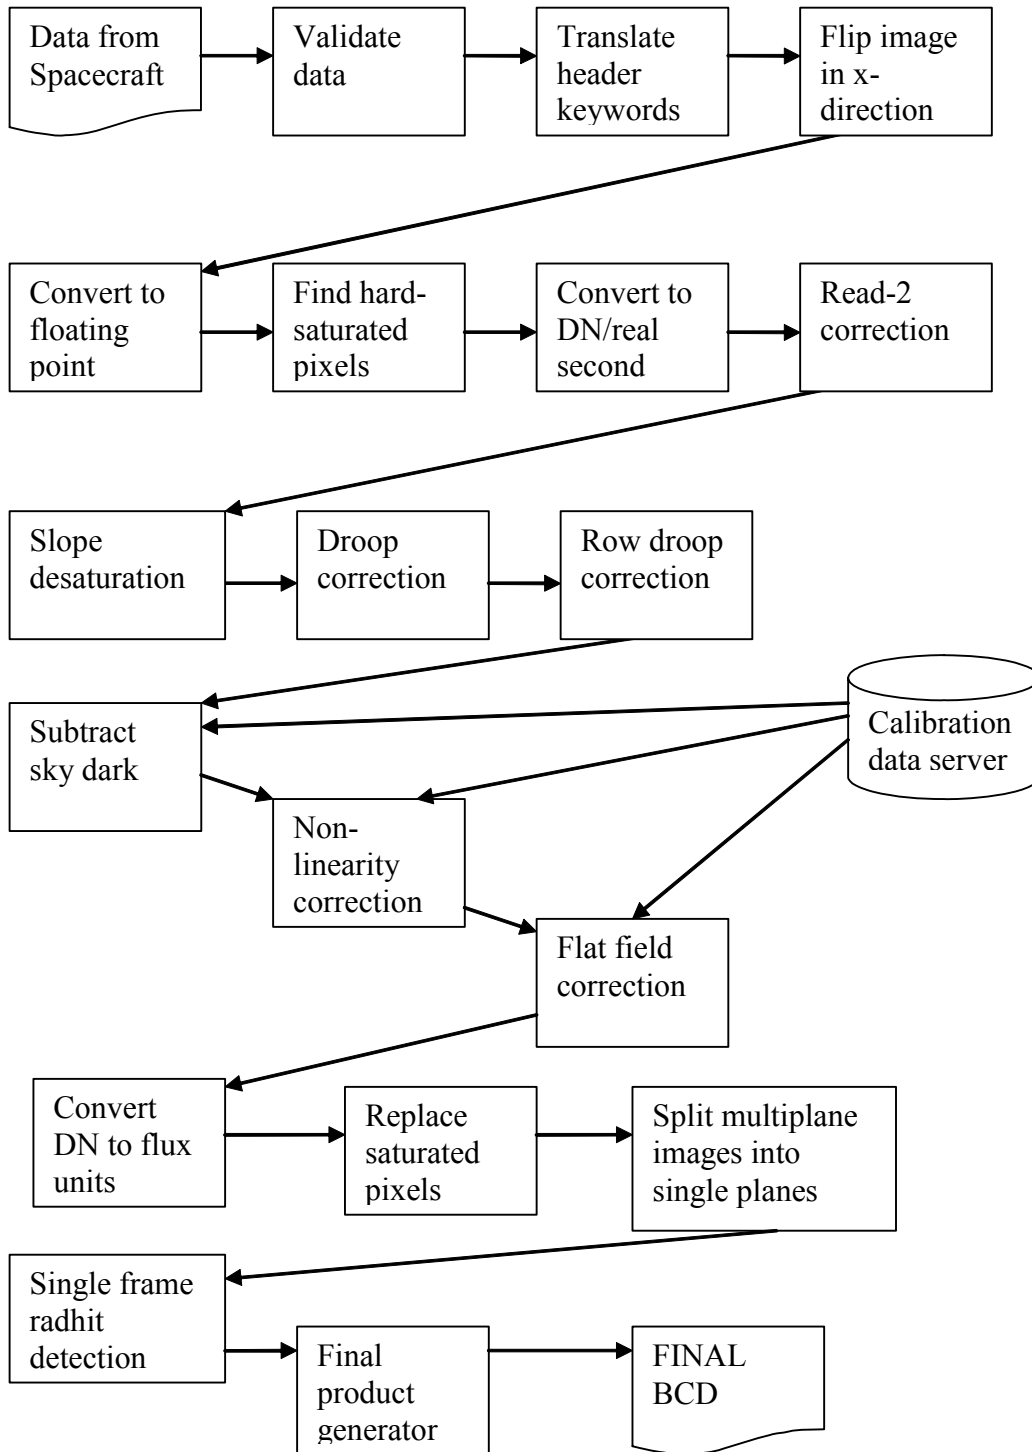 Data from
Spacecraft
Validate
data
Translate
header
keywords
Flip image
in x-
direction
Convert to
floating
point
Find hard-
saturated
pixels
Convert to
DN/real
second
Read-2
correction
Slope
desaturation
Droop
correction
Row droop
correction
Subtract
sky dark
Calibration
data server
Non-
linearity
correction
Flat field
correction
Convert
DN to flux
units
Replace
saturated
pixels
Split multiplane
images into
single planes
Single frame
radhit
detection
Final
product
generator
FINAL
BCD